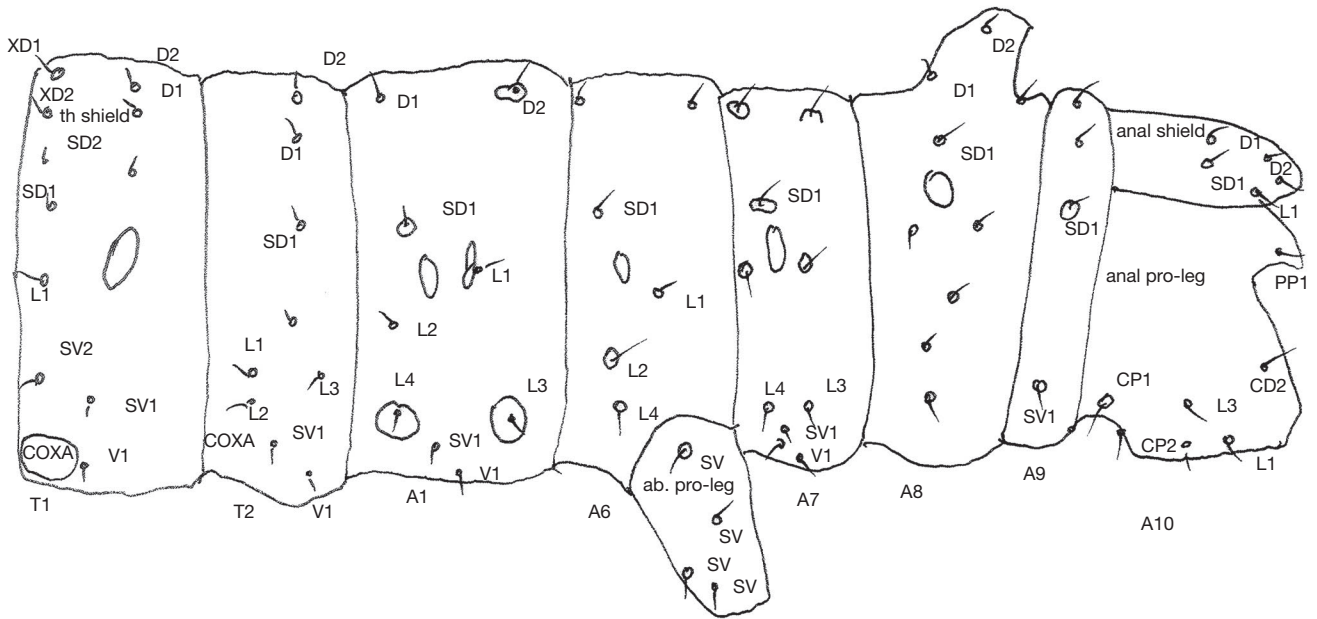 XD1
D2
XD2
D1
th shield
SD2
SD1
L1
SV2
SV1
COXA
V1
T1
D2
D1
SD1
L1
L3
L2
COXA
SV1
V1
T2
D1
D2
SD1
L1
L2
L4
L3
SV1
V1
A1
SD1
L1
L2
L4
A6
SV
ab. pro-leg
SV
SV
SV
SD1
L4
L3
SV1
V1
A7
D2
D1
SD1
A8
SD1
SV1
A9
anal shield
D1
D2
SD1
L1
anal pro-leg
PP1
CD2
CP1
L3
CP2
L1
A10